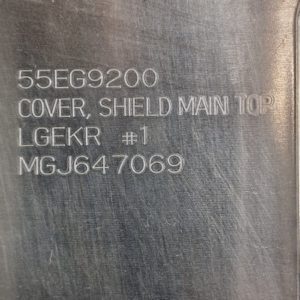 55EG9200
COVER, SHIELD MAIN TOP
LGEKR #1
MGJ647069